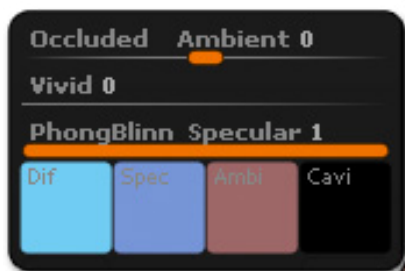 Occluded Ambient 0
Vivid 0
PhongBlinn Specular 1
Dif Spec Ambi Cavi